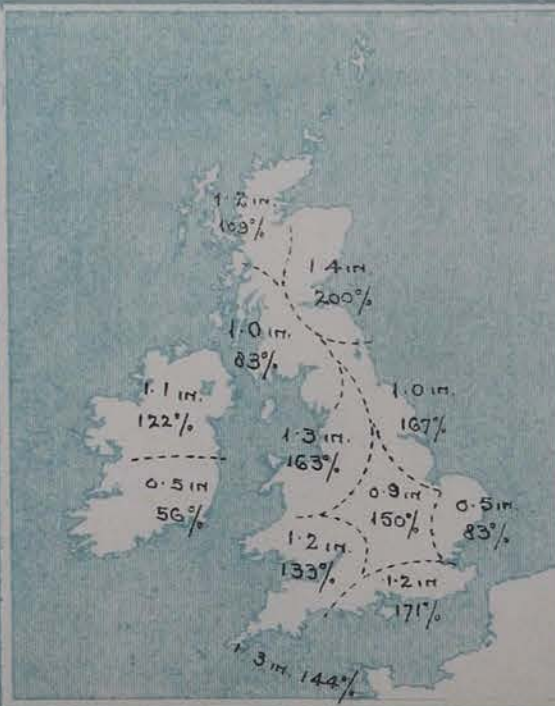 1.2 IN.
109%
1.4 IN.
200%
1.0 IN.
83%
1.1 IN.
122%
1.0 IN.
167%
1.3 IN.
163%
0.5 IN
56%
0.9 IN
150%
0.5 IN
83%
1.2 IN.
133%
1.2 IN
171%
1.3 IN. 144%